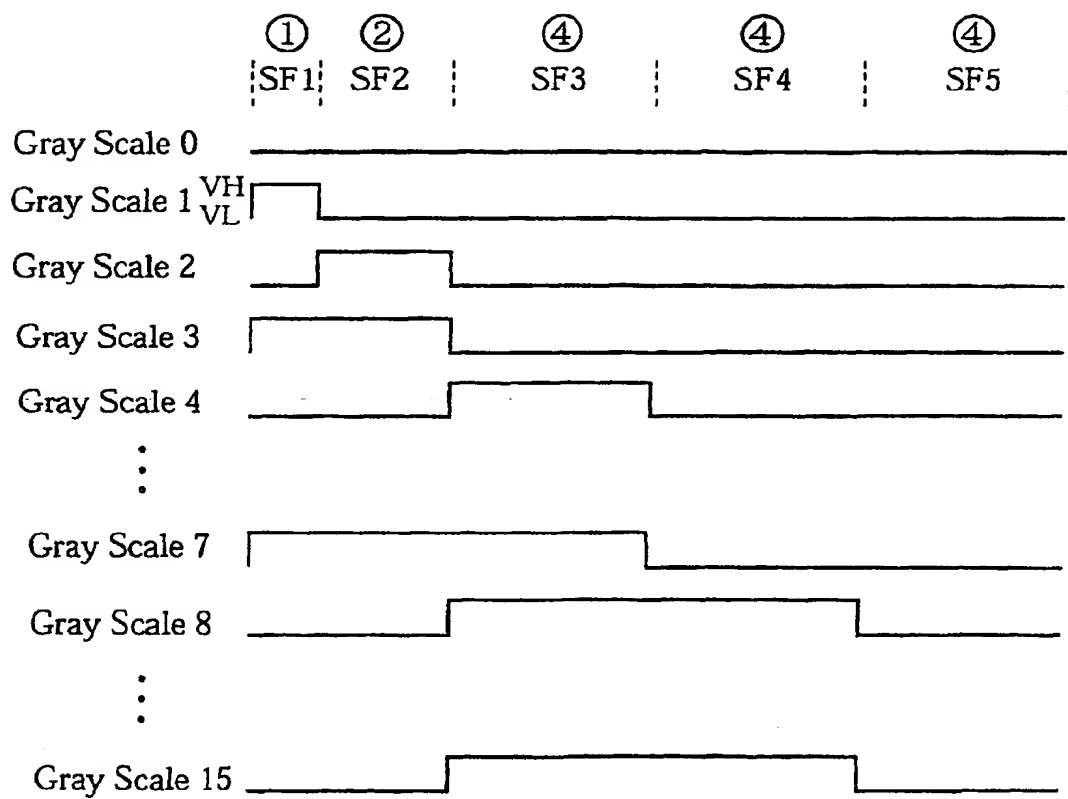 ① ② ④ ④ ④
SF1 SF2 SF3 SF4 SF5
Gray Scale 0
Gray Scale 1 VH
VL
Gray Scale 2
Gray Scale 3
Gray Scale 4
Gray Scale 7
Gray Scale 8
Gray Scale 15